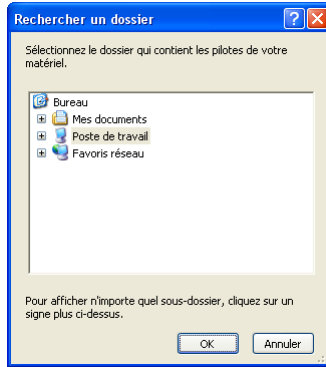 Rechercher un dossier
Sélectionnez le dossier qui contient les pilotes de votre
matériel.
Bureau
Mes documents
Poste de travail
Favoris réseau
Pour afficher n'importe quel sous-dossier, cliquez sur un
signe plus ci-dessus.
OK
Annuler